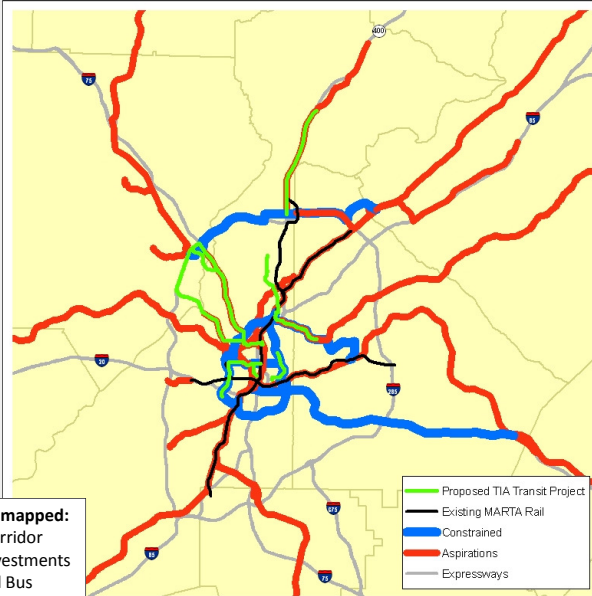 400
75
85
20
285
mapped:
rridor
vestments
d Bus
Proposed TIA Transit Project
Existing MARTA Rail
Constrained
Aspirations
Expressways
675
85
75